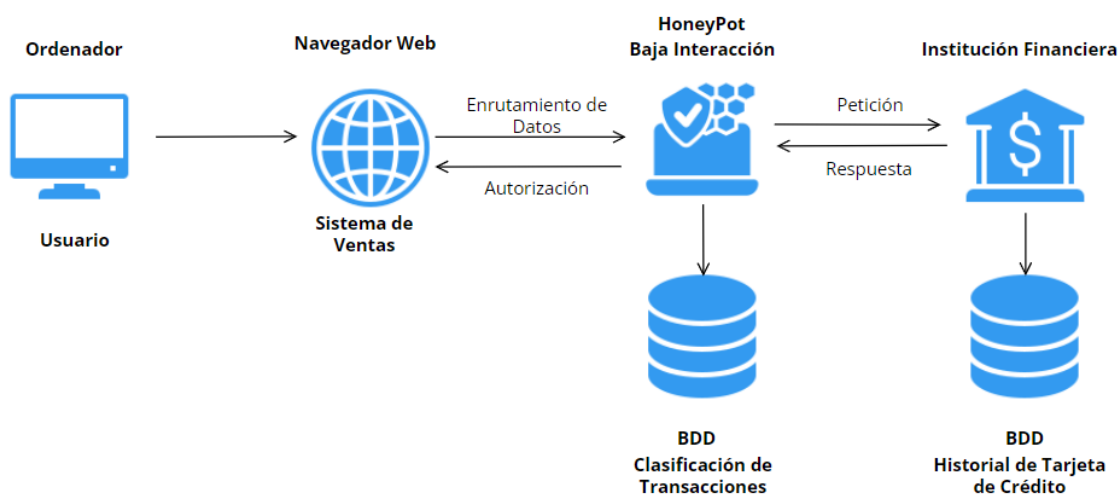 Ordenador
Usuario
Navegador Web
Sistema de
Ventas
Enrutamiento de
Datos
Autorización
HoneyPot
Baja Interacción
Petición
Respuesta
Institución Financiera
$
BDD
Clasificación de
Transacciones
BDD
Historial de Tarjeta
de Crédito